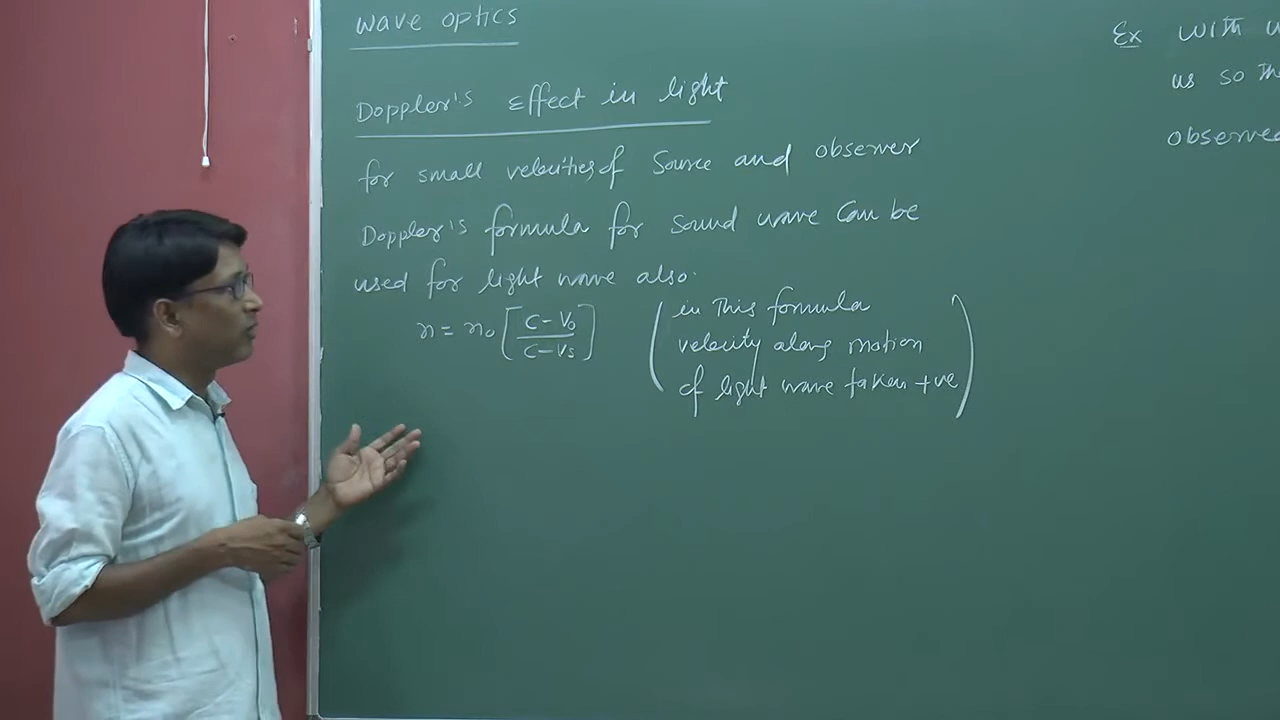 wave optics
Doppler's Effect in light
for small velocities of Source and observer
Doppler's formula for Sound wave Can be
used for light wave also.
n = n₀ [ (C - V₀) / (C - Vs) ]
( in This formula
velocity along motion
of light wave taken +ve )
Ex With
us so
observed